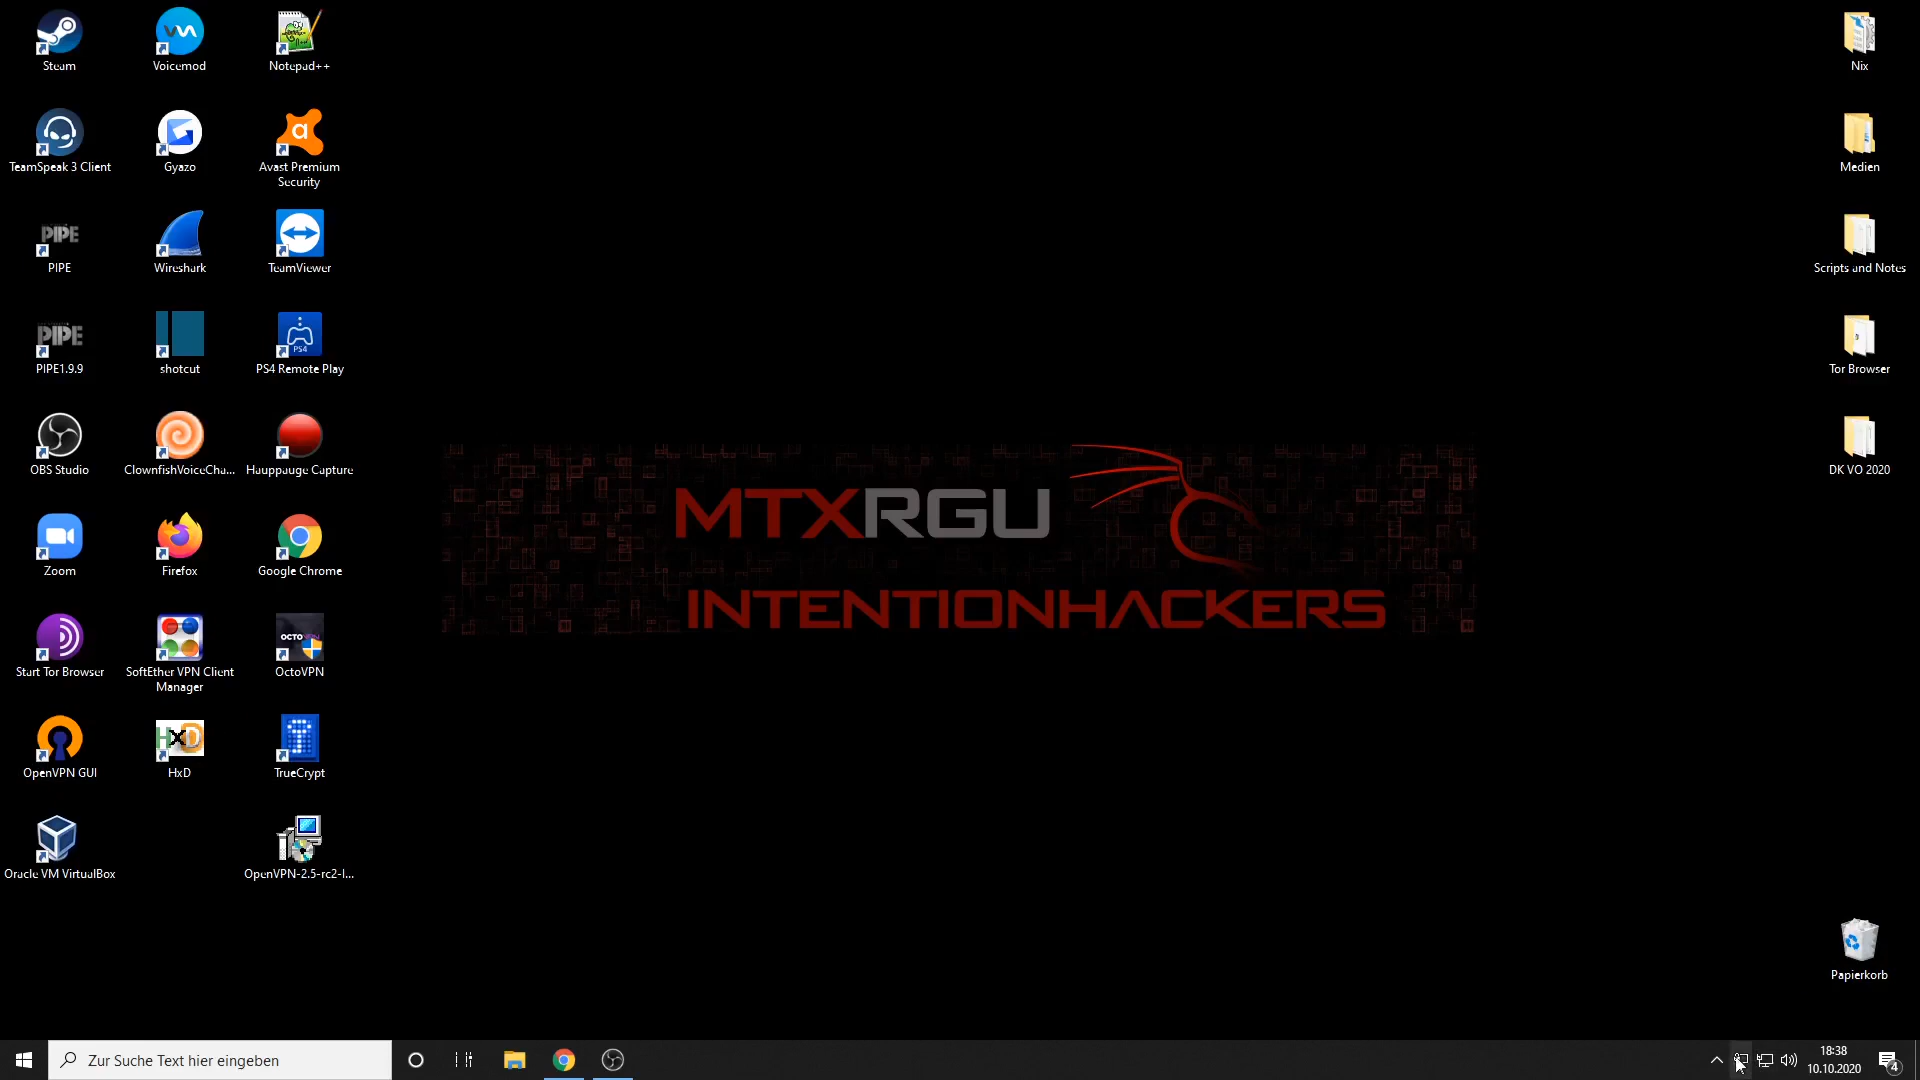 Steam
Voicemod
Notepad++
Nix
TeamSpeak 3 Client
Gyazo
Avast Premium
Security
Medien
PIPE
PIPE
Wireshark
TeamViewer
Scripts and Notes
PIPE
PIPE1.9.9
shotcut
PS4
PS4 Remote Play
Tor Browser
OBS Studio
ClownfishVoiceCha...
Hauppauge Capture
DK VO 2020
MTXRGU
INTENTIONHACKERS
Zoom
Firefox
Google Chrome
Start Tor Browser
SoftEther VPN Client
Manager
OCTOVPN
OctoVPN
OpenVPN GUI
HxD
HxD
T
TrueCrypt
Oracle VM VirtualBox
OpenVPN-2.5-rc2-I...
Papierkorb
Zur Suche Text hier eingeben
18:38
10.10.2020
4